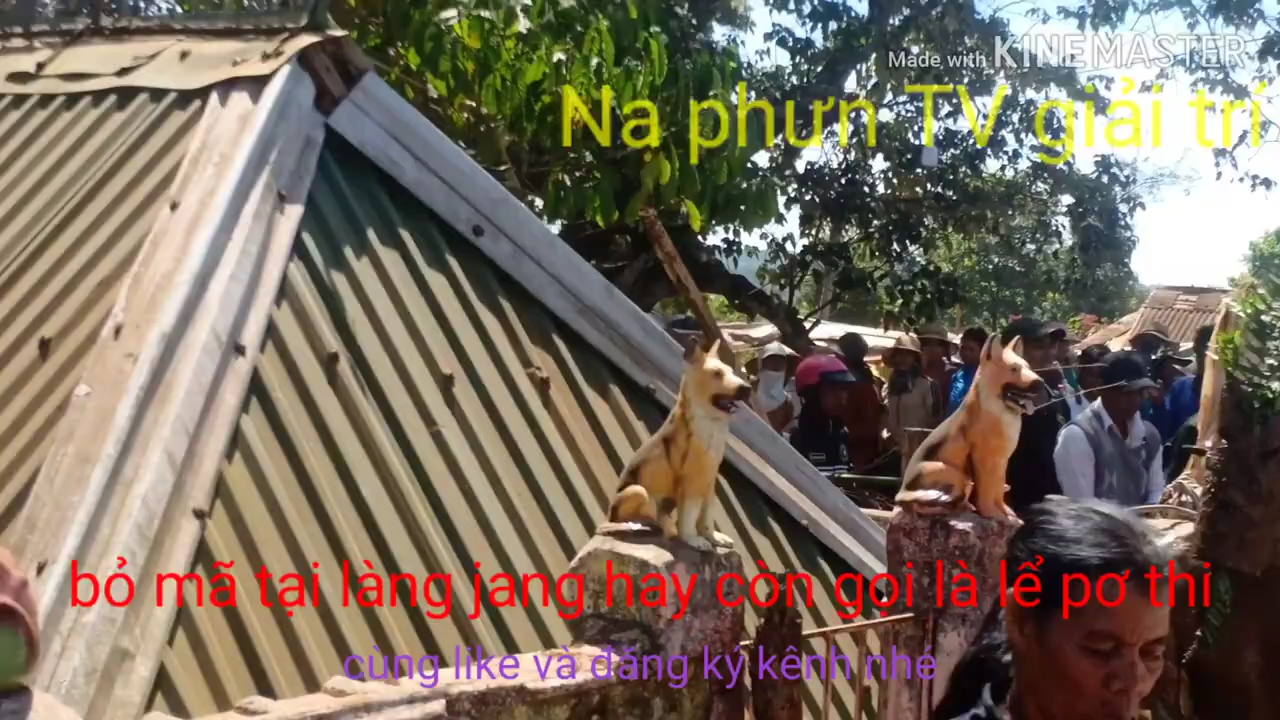 Made with KINEMASTER
Na phưn TV giải trí
bỏ mã tại làng jang hay còn gọi là lể pơ thi
cùng like và đăng ký kênh nhé